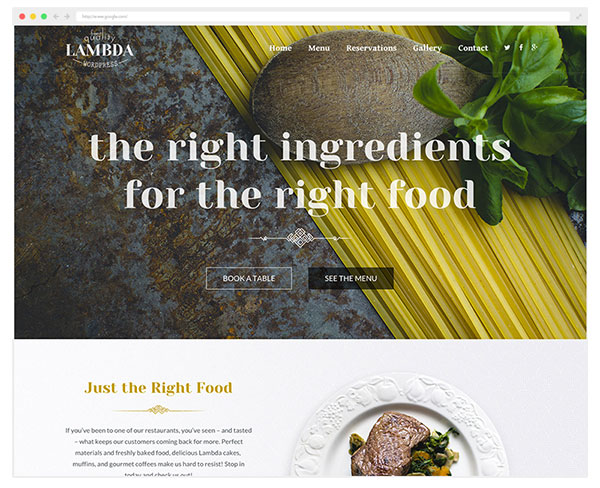 http://www.google.com/
quality
LAMBDA
WORDPRESS
Home Menu Reservations Gallery Contact
the right ingredients
for the right food
BOOK A TABLE SEE THE MENU
Just the Right Food
If you've been to one of our restaurants, you've seen – and tasted
– what keeps our customers coming back for more. Perfect
materials and freshly baked food, delicious Lambda cakes,
muffins, and gourmet coffees make us hard to resist! Stop in
today and check us out!